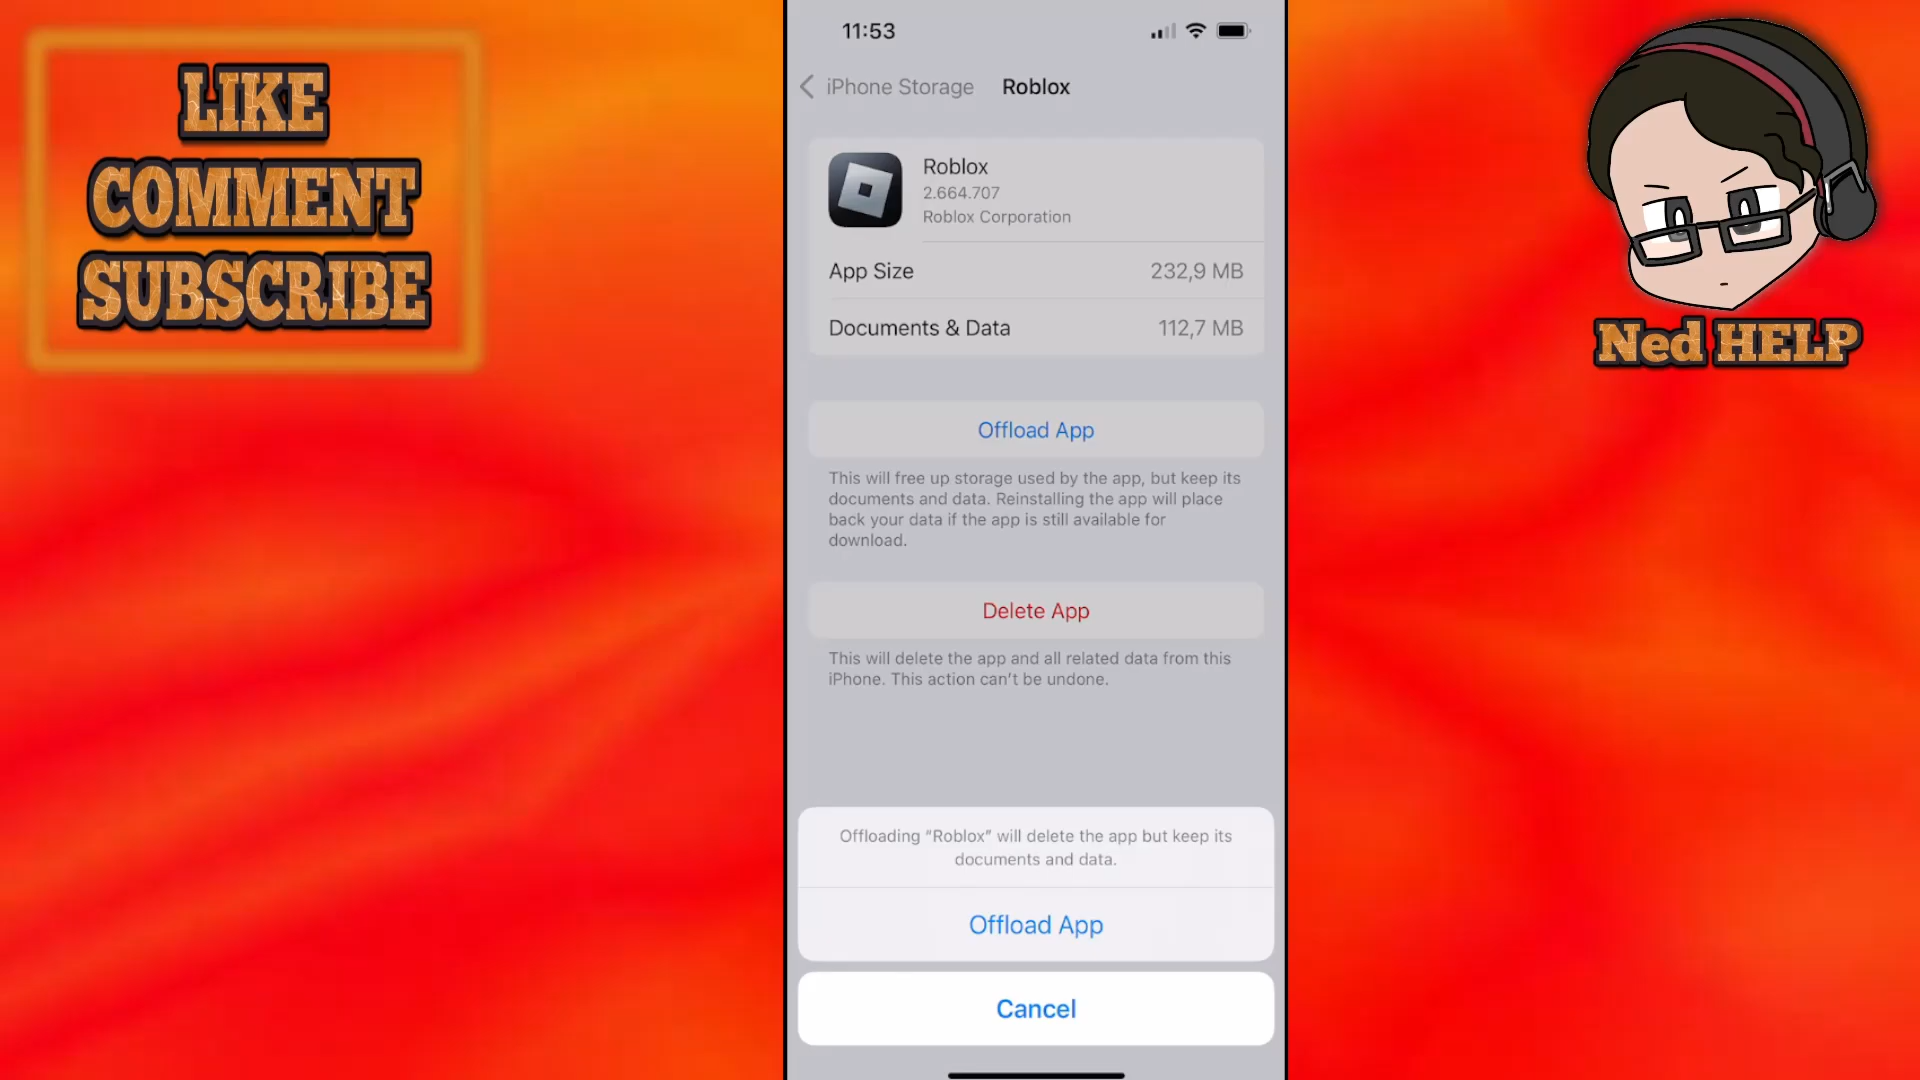 LIKE
COMMENT
SUBSCRIBE
11:53
iPhone Storage
Roblox
Roblox
2.664.707
Roblox Corporation
App Size
232,9 MB
Documents & Data
112,7 MB
Offload App
This will free up storage used by the app, but keep its
documents and data. Reinstalling the app will place
back your data if the app is still available for
download.
Delete App
This will delete the app and all related data from this
iPhone. This action can't be undone.
Offloading “Roblox” will delete the app but keep its
documents and data.
Offload App
Cancel
Ned HELP